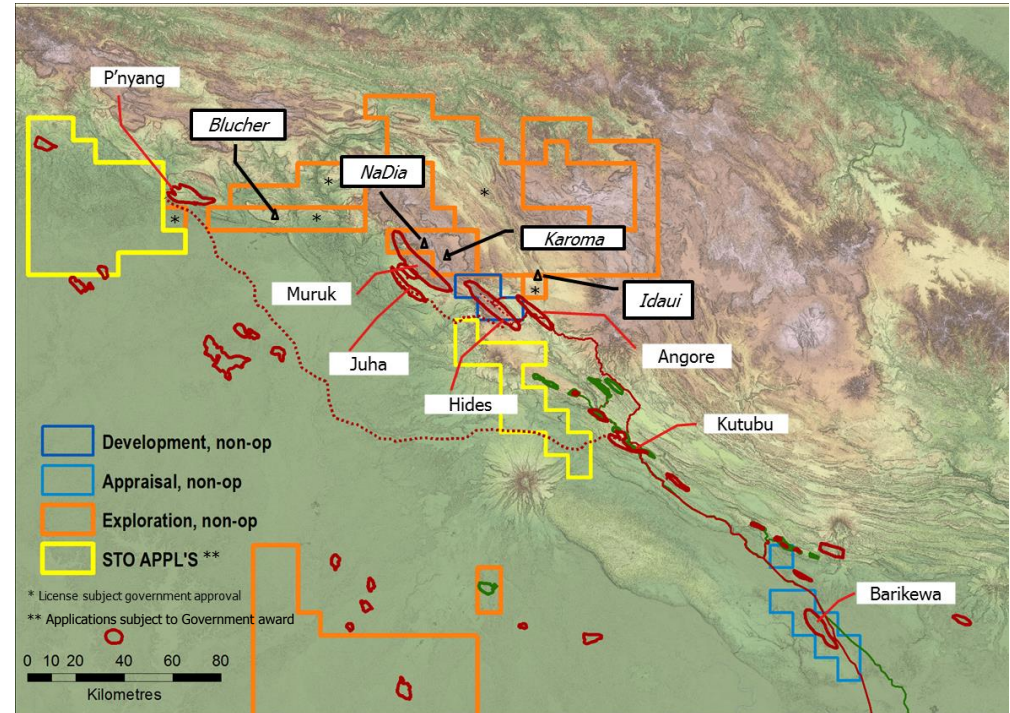 P'nyang
Blucher
NaDia
*
*
*
*
Karoma
Muruk
*
Idaui
Juha
Angore
Hides
Kutubu
Development, non-op
Appraisal, non-op
Exploration, non-op
STO APPL'S **
* License subject government approval
** Applications subject to Government award
Barikewa
0 10 20 40 60 80
Kilometres